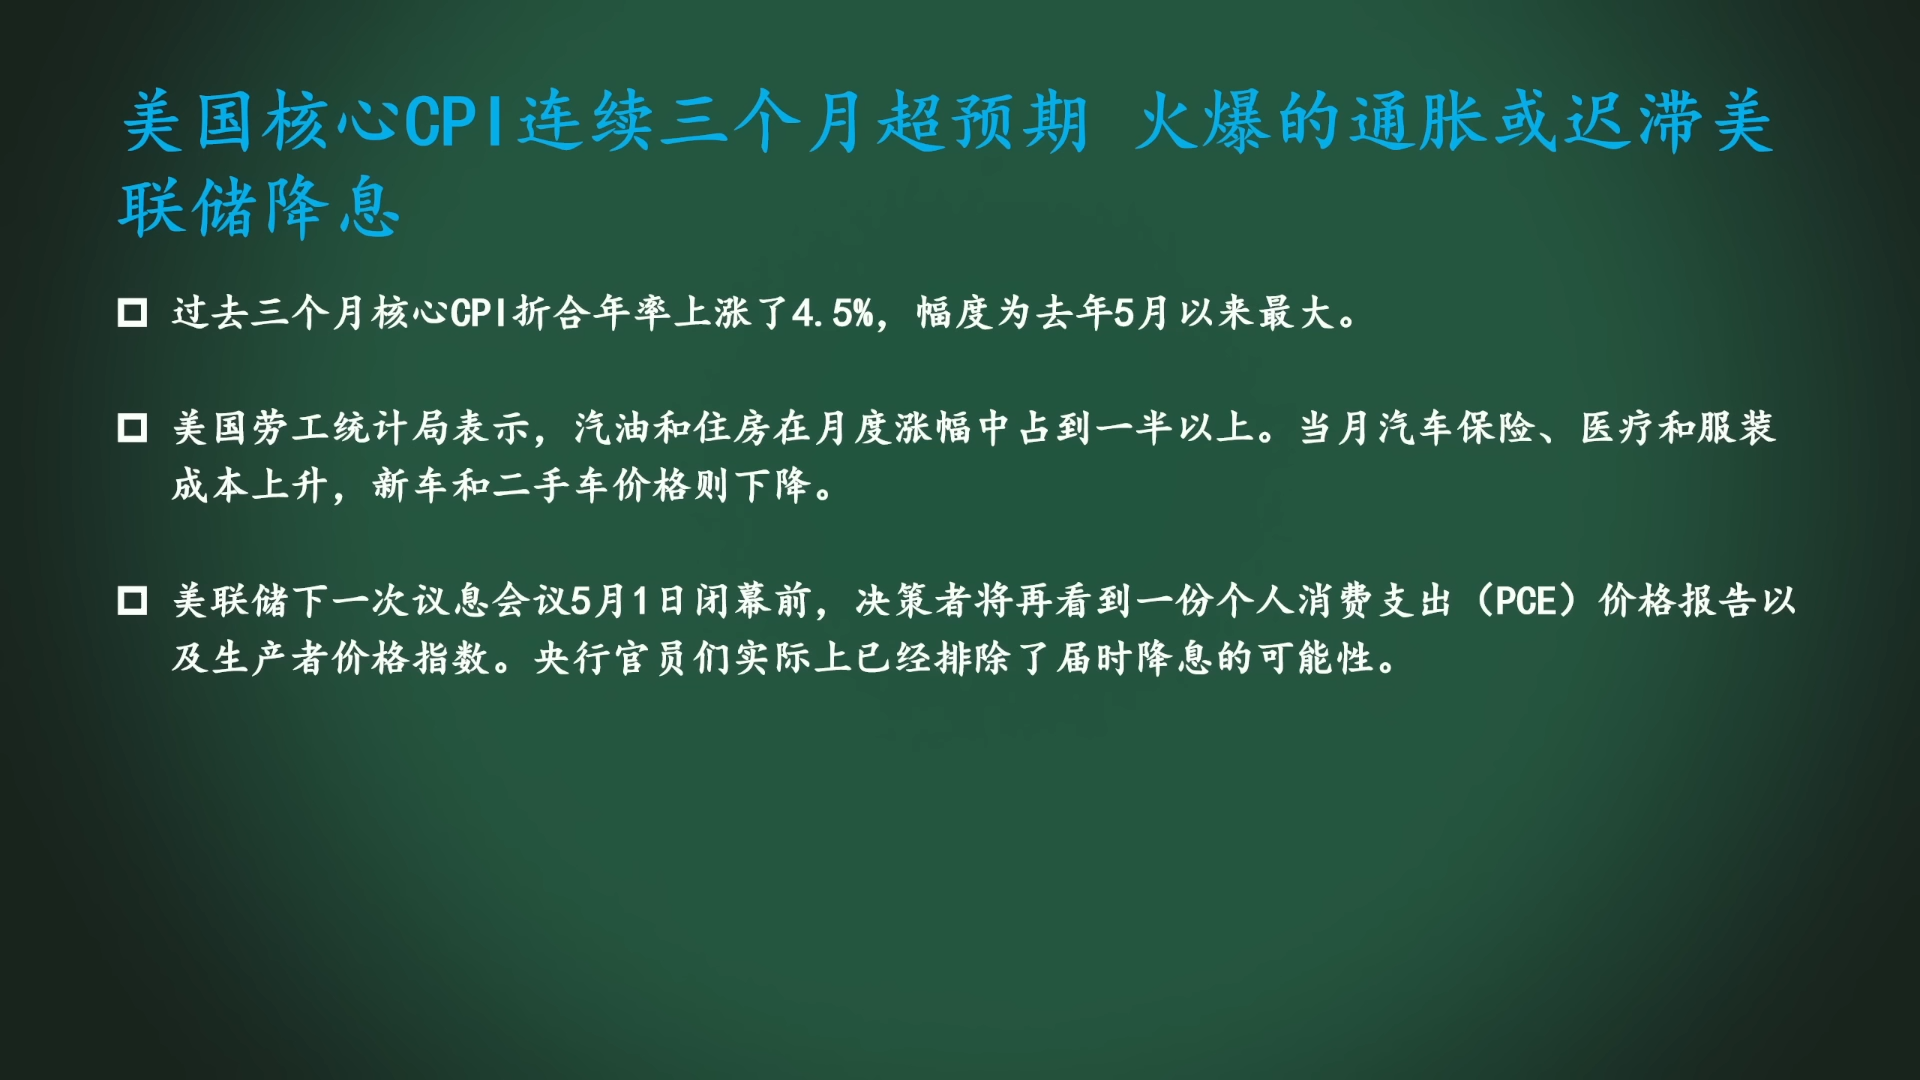 美国核心CPI连续三个月超预期 火爆的通胀或迟滞美
联储降息
过去三个月核心CPI折合年率上涨了4.5%，幅度为去年5月以来最大。
美国劳工统计局表示，汽油和住房在月度涨幅中占到一半以上。当月汽车保险、医疗和服装
成本上升，新车和二手车价格则下降。
美联储下一次议息会议5月1日闭幕前，决策者将再看到一份个人消费支出（PCE）价格报告以
及生产者价格指数。央行官员们实际上已经排除了届时降息的可能性。